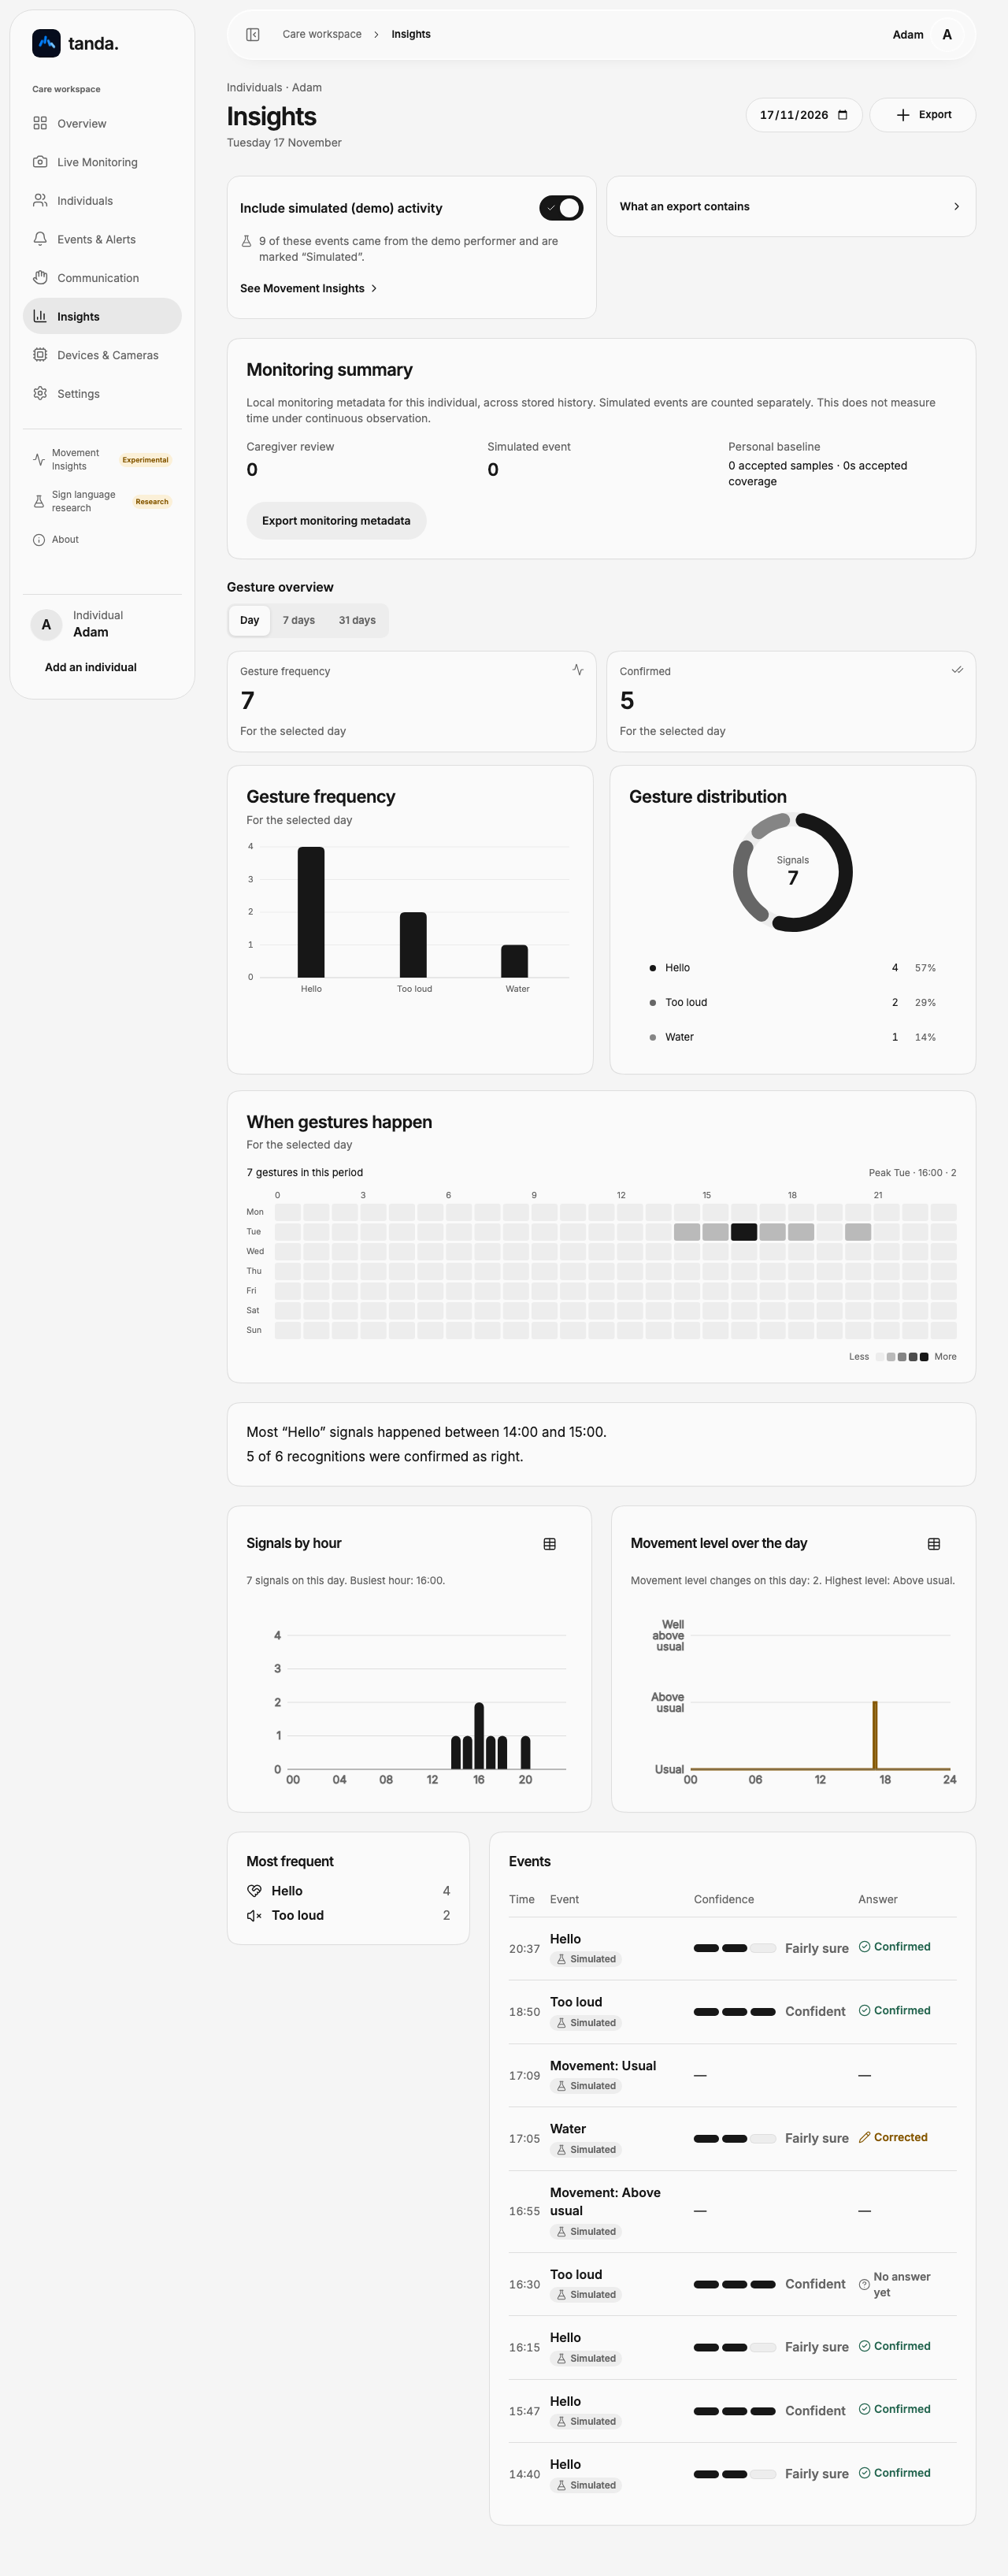 tanda.
Care workspace
Overview
Live Monitoring
Individuals
Events & Alerts
Communication
Insights
Devices & Cameras
Settings
Movement
Insights
Experimental
Sign language
research
Research
About
A
Individual
Adam
Add an individual
Care workspace
Insights
Adam
A
Individuals · Adam
Insights
Tuesday 17 November
17/11/2026
Export
Include simulated (demo) activity
9 of these events came from the demo performer and are
marked “Simulated”.
See Movement Insights
What an export contains
Monitoring summary
Local monitoring metadata for this individual, across stored history. Simulated events are counted separately. This does not measure
time under continuous observation.
Caregiver review
0
Simulated event
0
Personal baseline
0 accepted samples · 0s accepted
coverage
Export monitoring metadata
Gesture overview
Day
7 days
31 days
Gesture frequency
7
For the selected day
Confirmed
5
For the selected day
Gesture frequency
For the selected day
4
3
2
1
0
Hello
Too loud
Water
Gesture distribution
Signals
7
Hello 4 57%
Too loud 2 29%
Water 1 14%
When gestures happen
For the selected day
7 gestures in this period
Peak Tue · 16:00 · 2
0 3 6 9 12 15 18 21
Mon
Tue
Wed
Thu
Fri
Sat
Sun
Less
More
Most “Hello” signals happened between 14:00 and 15:00.
5 of 6 recognitions were confirmed as right.
Signals by hour
7 signals on this day. Busiest hour: 16:00.
4
3
2
1
0
00 04 08 12 16 20
Movement level over the day
Movement level changes on this day: 2. Highest level: Above usual.
Well
above
usual
Above
usual
Usual
00 06 12 18 24
Most frequent
Hello 4
Too loud 2
Events
Time Event Confidence Answer
20:37 Hello Fairly sure Confirmed
Simulated
18:50 Too loud Confident Confirmed
Simulated
17:09 Movement: Usual — —
Simulated
17:05 Water Fairly sure Corrected
Simulated
16:55 Movement: Above
usual — —
Simulated
16:30 Too loud Confident No answer
yet
Simulated
16:15 Hello Fairly sure Confirmed
Simulated
15:47 Hello Confident Confirmed
Simulated
14:40 Hello Fairly sure Confirmed
Simulated